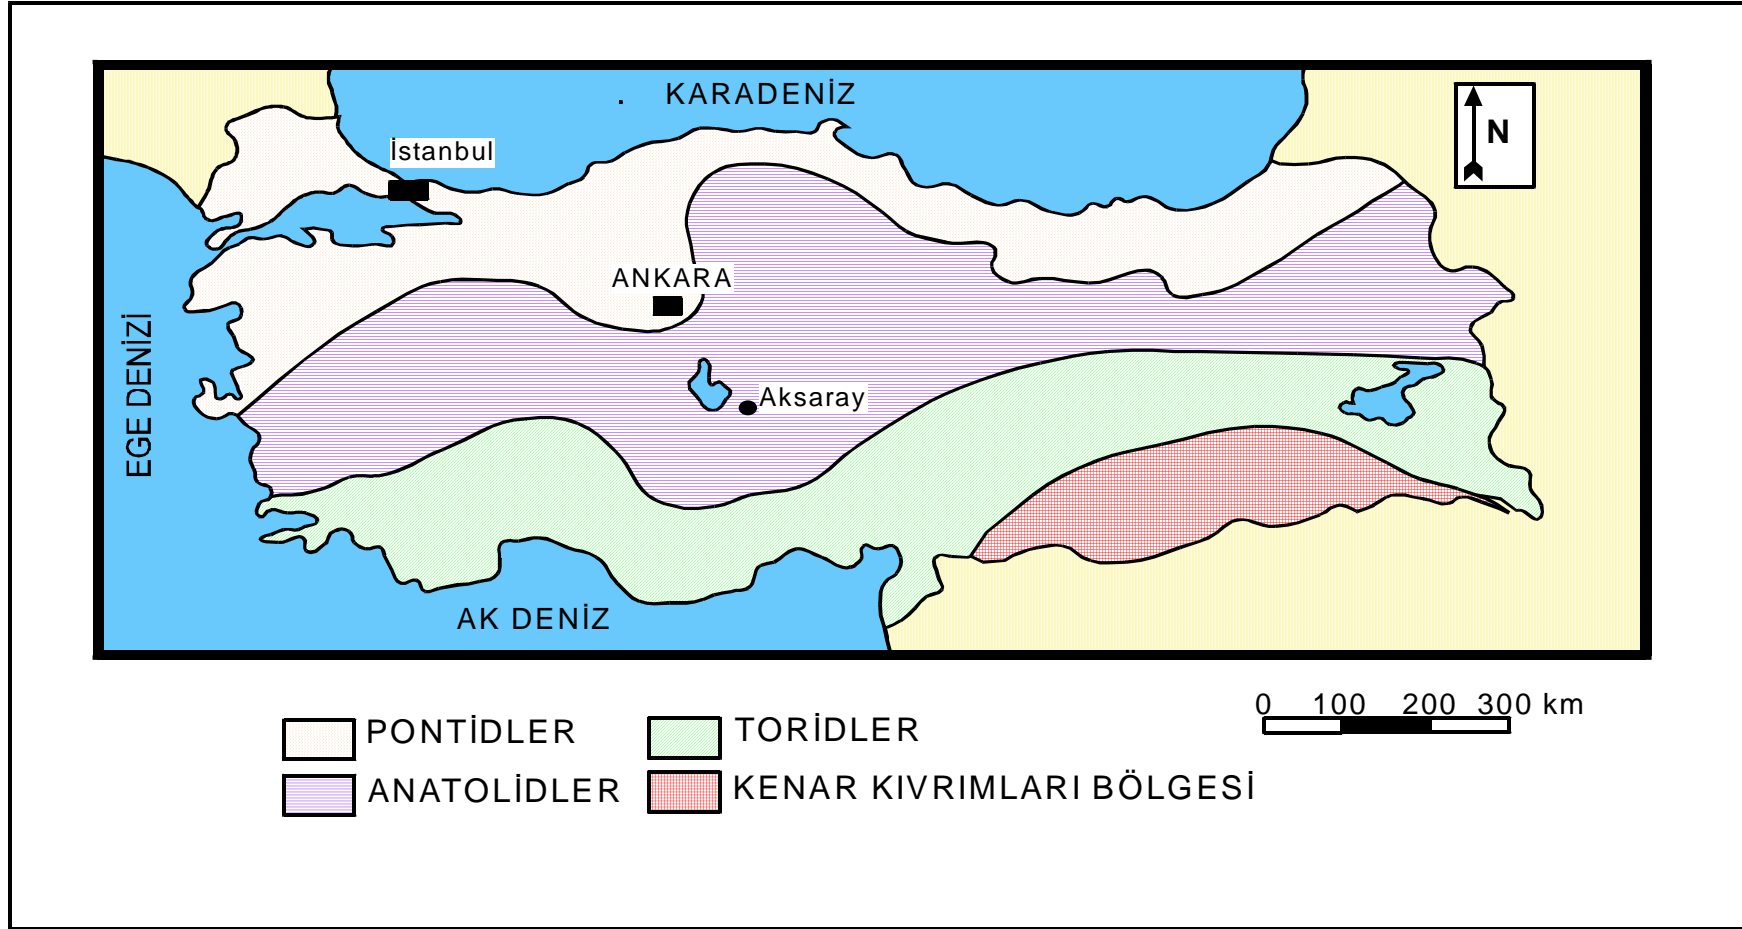 KARADENİZ
N
İstanbul
ANKARA
EGE DENİZİ
Aksaray
AK DENİZ
0 100 200 300 km
PONTİDLER
TORİDLER
ANATOLİDLER
KENAR KIVRIMLARI BÖLGESİ